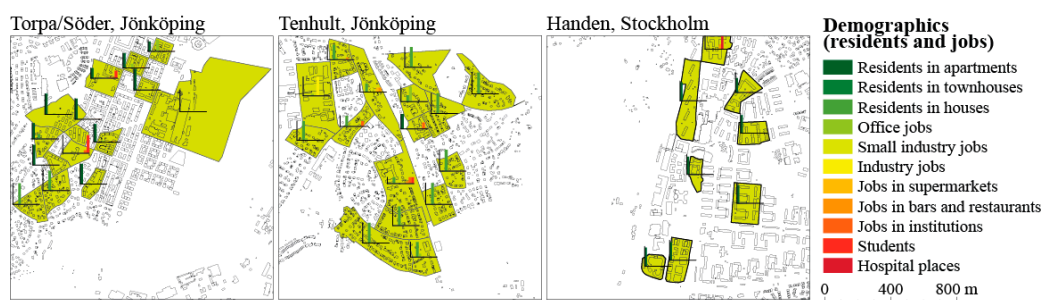 Torpa/Söder, Jönköping
Tenhult, Jönköping
Handen, Stockholm
Demographics
(residents and jobs)
Residents in apartments
Residents in townhouses
Residents in houses
Office jobs
Small industry jobs
Industry jobs
Jobs in supermarkets
Jobs in bars and restaurants
Jobs in institutions
Students
Hospital places
0 400 800 m